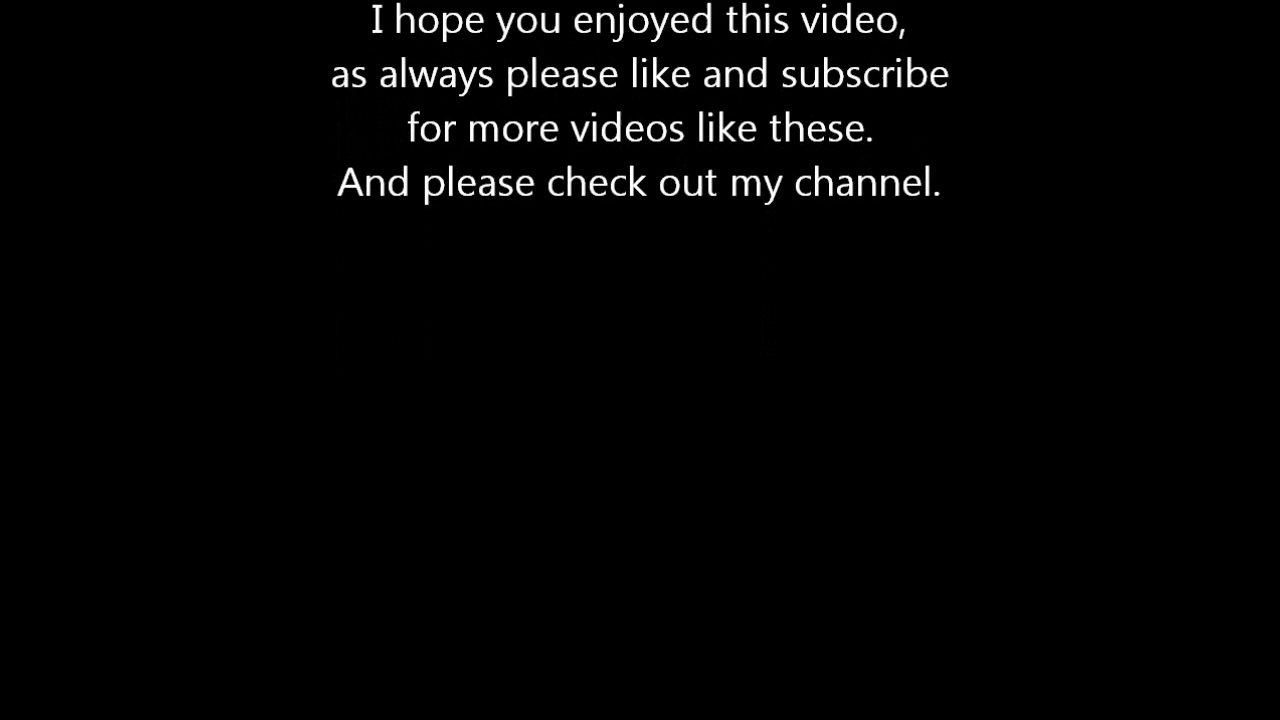 I hope you enjoyed this video,
as always please like and subscribe
for more videos like these.
And please check out my channel.